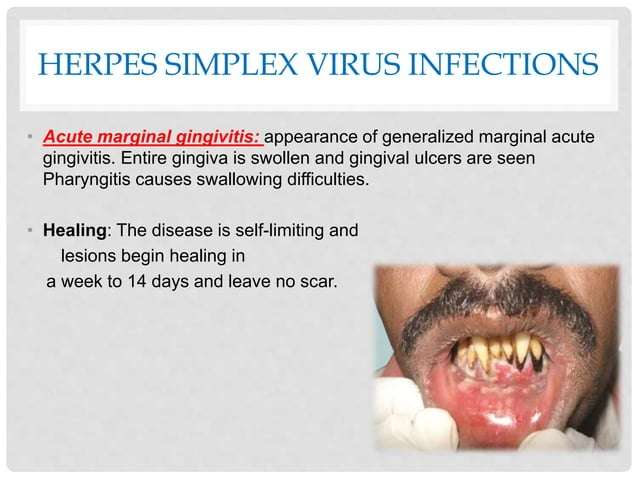 HERPES SIMPLEX VIRUS INFECTIONS
• Acute marginal gingivitis: appearance of generalized marginal acute
gingivitis. Entire gingiva is swollen and gingival ulcers are seen
Pharyngitis causes swallowing difficulties.
• Healing: The disease is self-limiting and
lesions begin healing in
a week to 14 days and leave no scar.